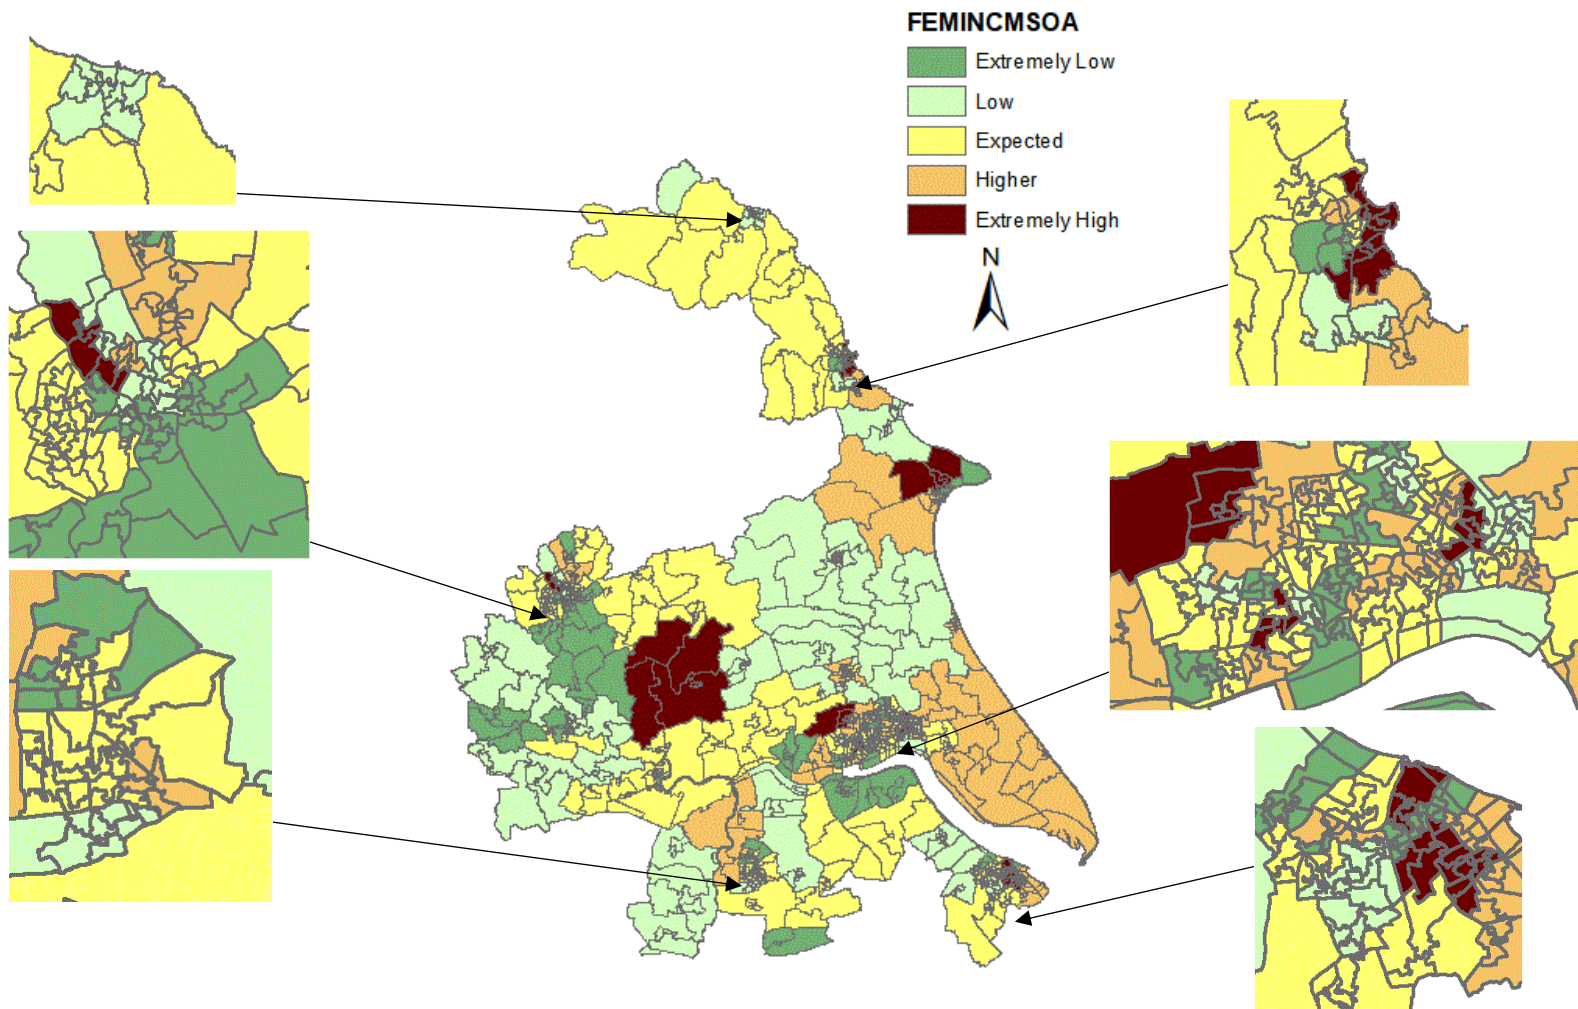 FEMINCMSOA
Extremely Low
Low
Expected
Higher
Extremely High
N